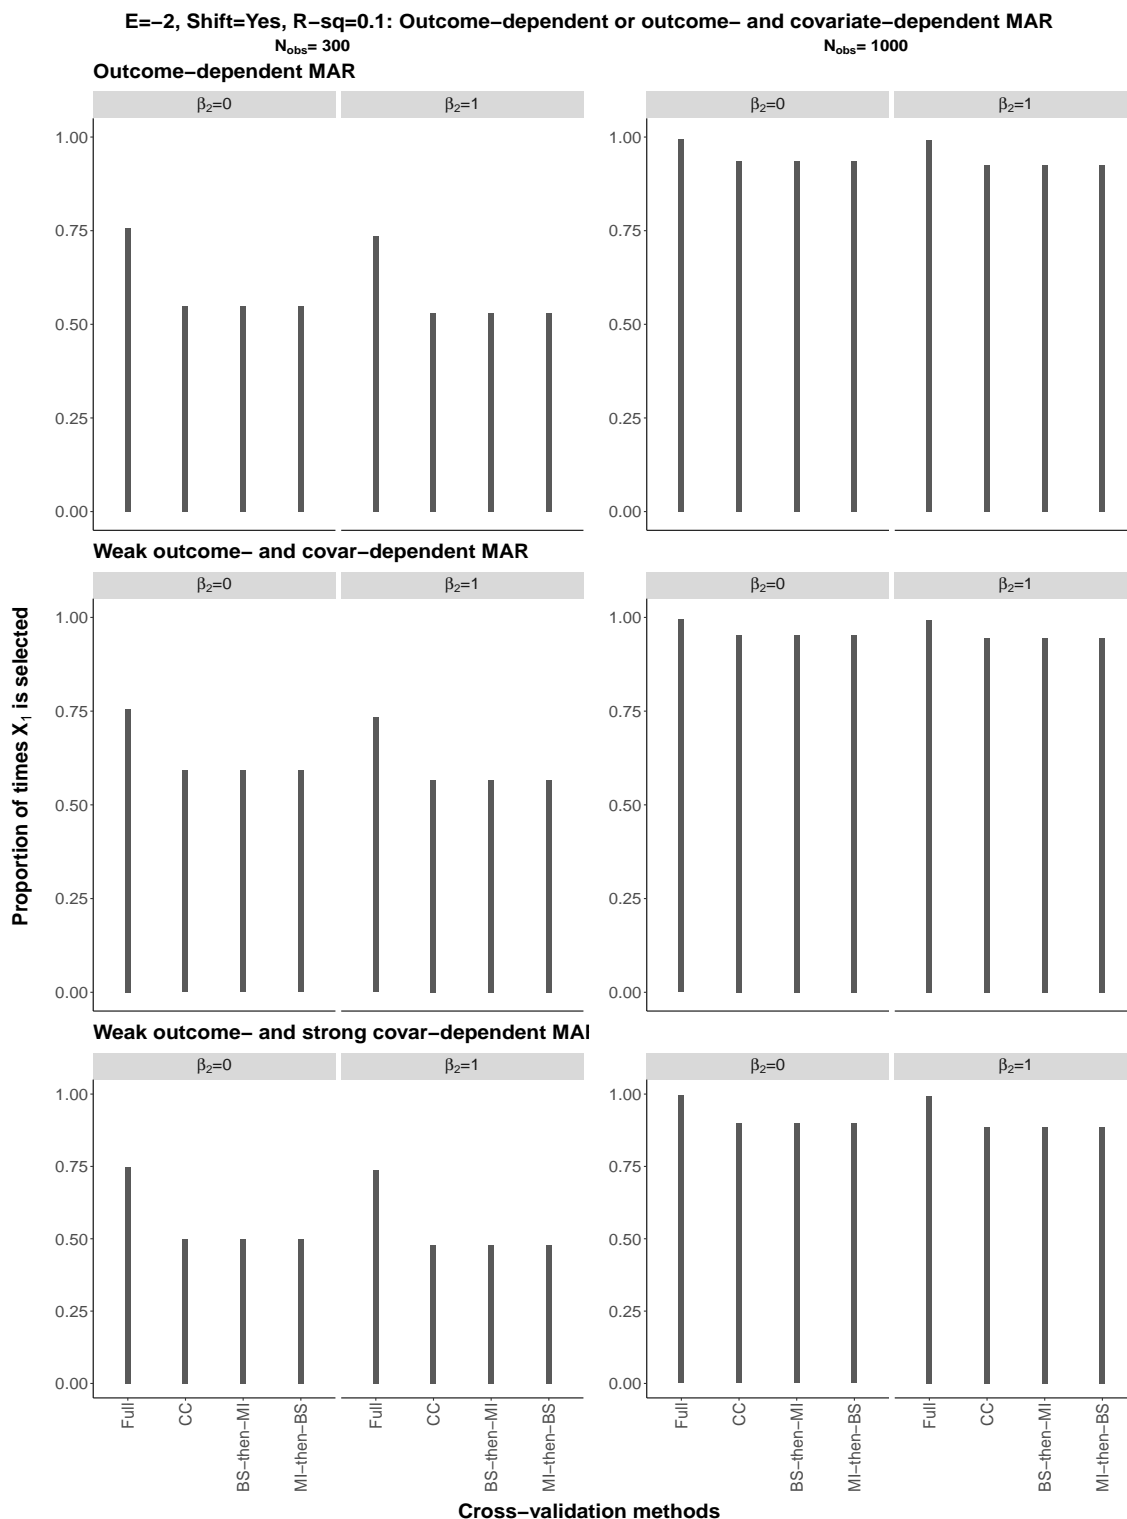 E=−2, Shift=Yes, R−sq=0.1: Outcome−dependent or outcome− and covariate−dependent MAR
N_obs= 300 N_obs= 1000
Outcome−dependent MAR
β₂=0 β₂=1 β₂=0 β₂=1
1.00 1.00
0.75 0.75
0.50 0.50
0.25 0.25
0.00 0.00
Weak outcome− and covar−dependent MAR
β₂=0 β₂=1 β₂=0 β₂=1
1.00 1.00
0.75 0.75
0.50 0.50
0.25 0.25
0.00 0.00
Proportion of times X₁ is selected
Weak outcome− and strong covar−dependent MA
β₂=0 β₂=1 β₂=0 β₂=1
1.00 1.00
0.75 0.75
0.50 0.50
0.25 0.25
0.00 0.00
Full CC BS−then−MI MI−then−BS Full CC BS−then−MI MI−then−BS Full CC BS−then−MI MI−then−BS Full CC BS−then−MI MI−then−BS
Cross−validation methods